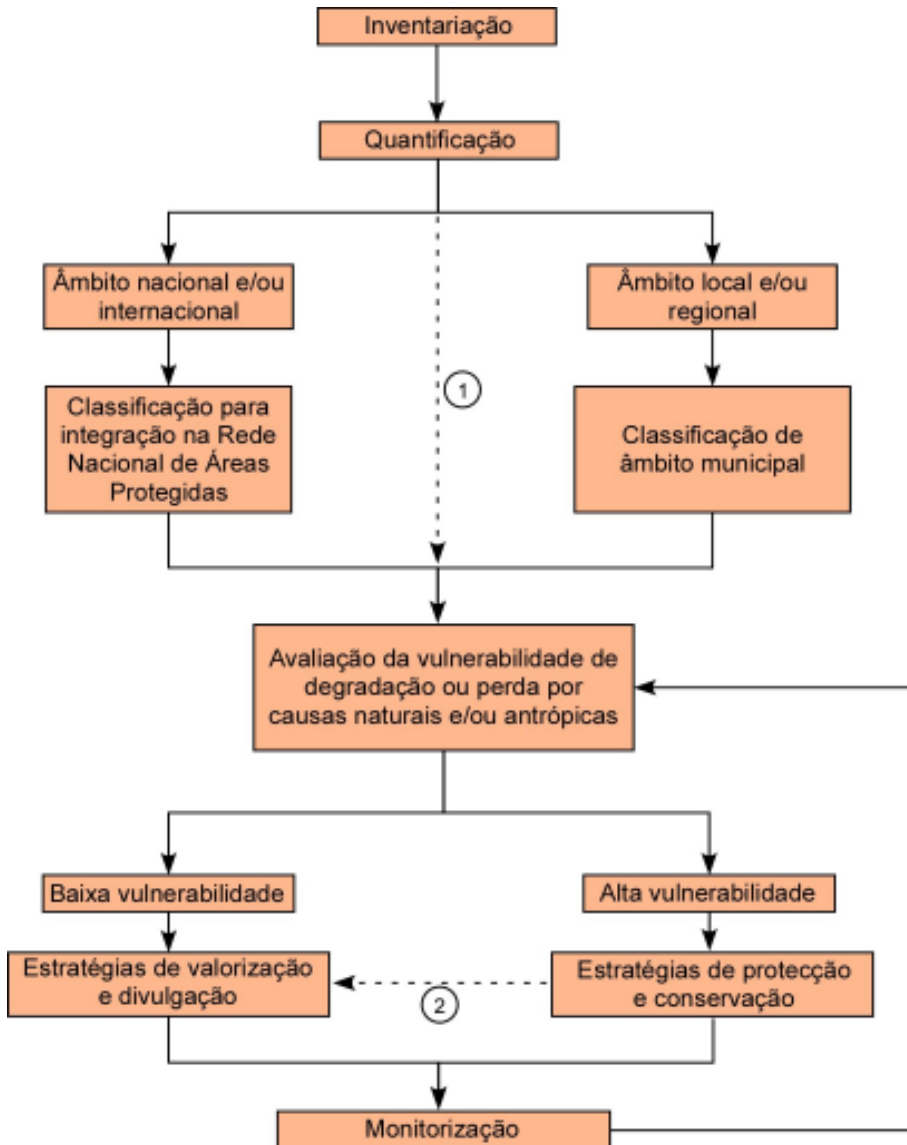 Inventariação
Quantificação
Âmbito nacional e/ou
internacional
Âmbito local e/ou
regional
Classificação para
integração na Rede
Nacional de Áreas
Protegidas
1
Classificação de
âmbito municipal
Avaliação da vulnerabilidade de
degradação ou perda por
causas naturais e/ou antrópicas
Baixa vulnerabilidade
Alta vulnerabilidade
Estratégias de valorização
e divulgação
2
Estratégias de protecção
e conservação
Monitorização